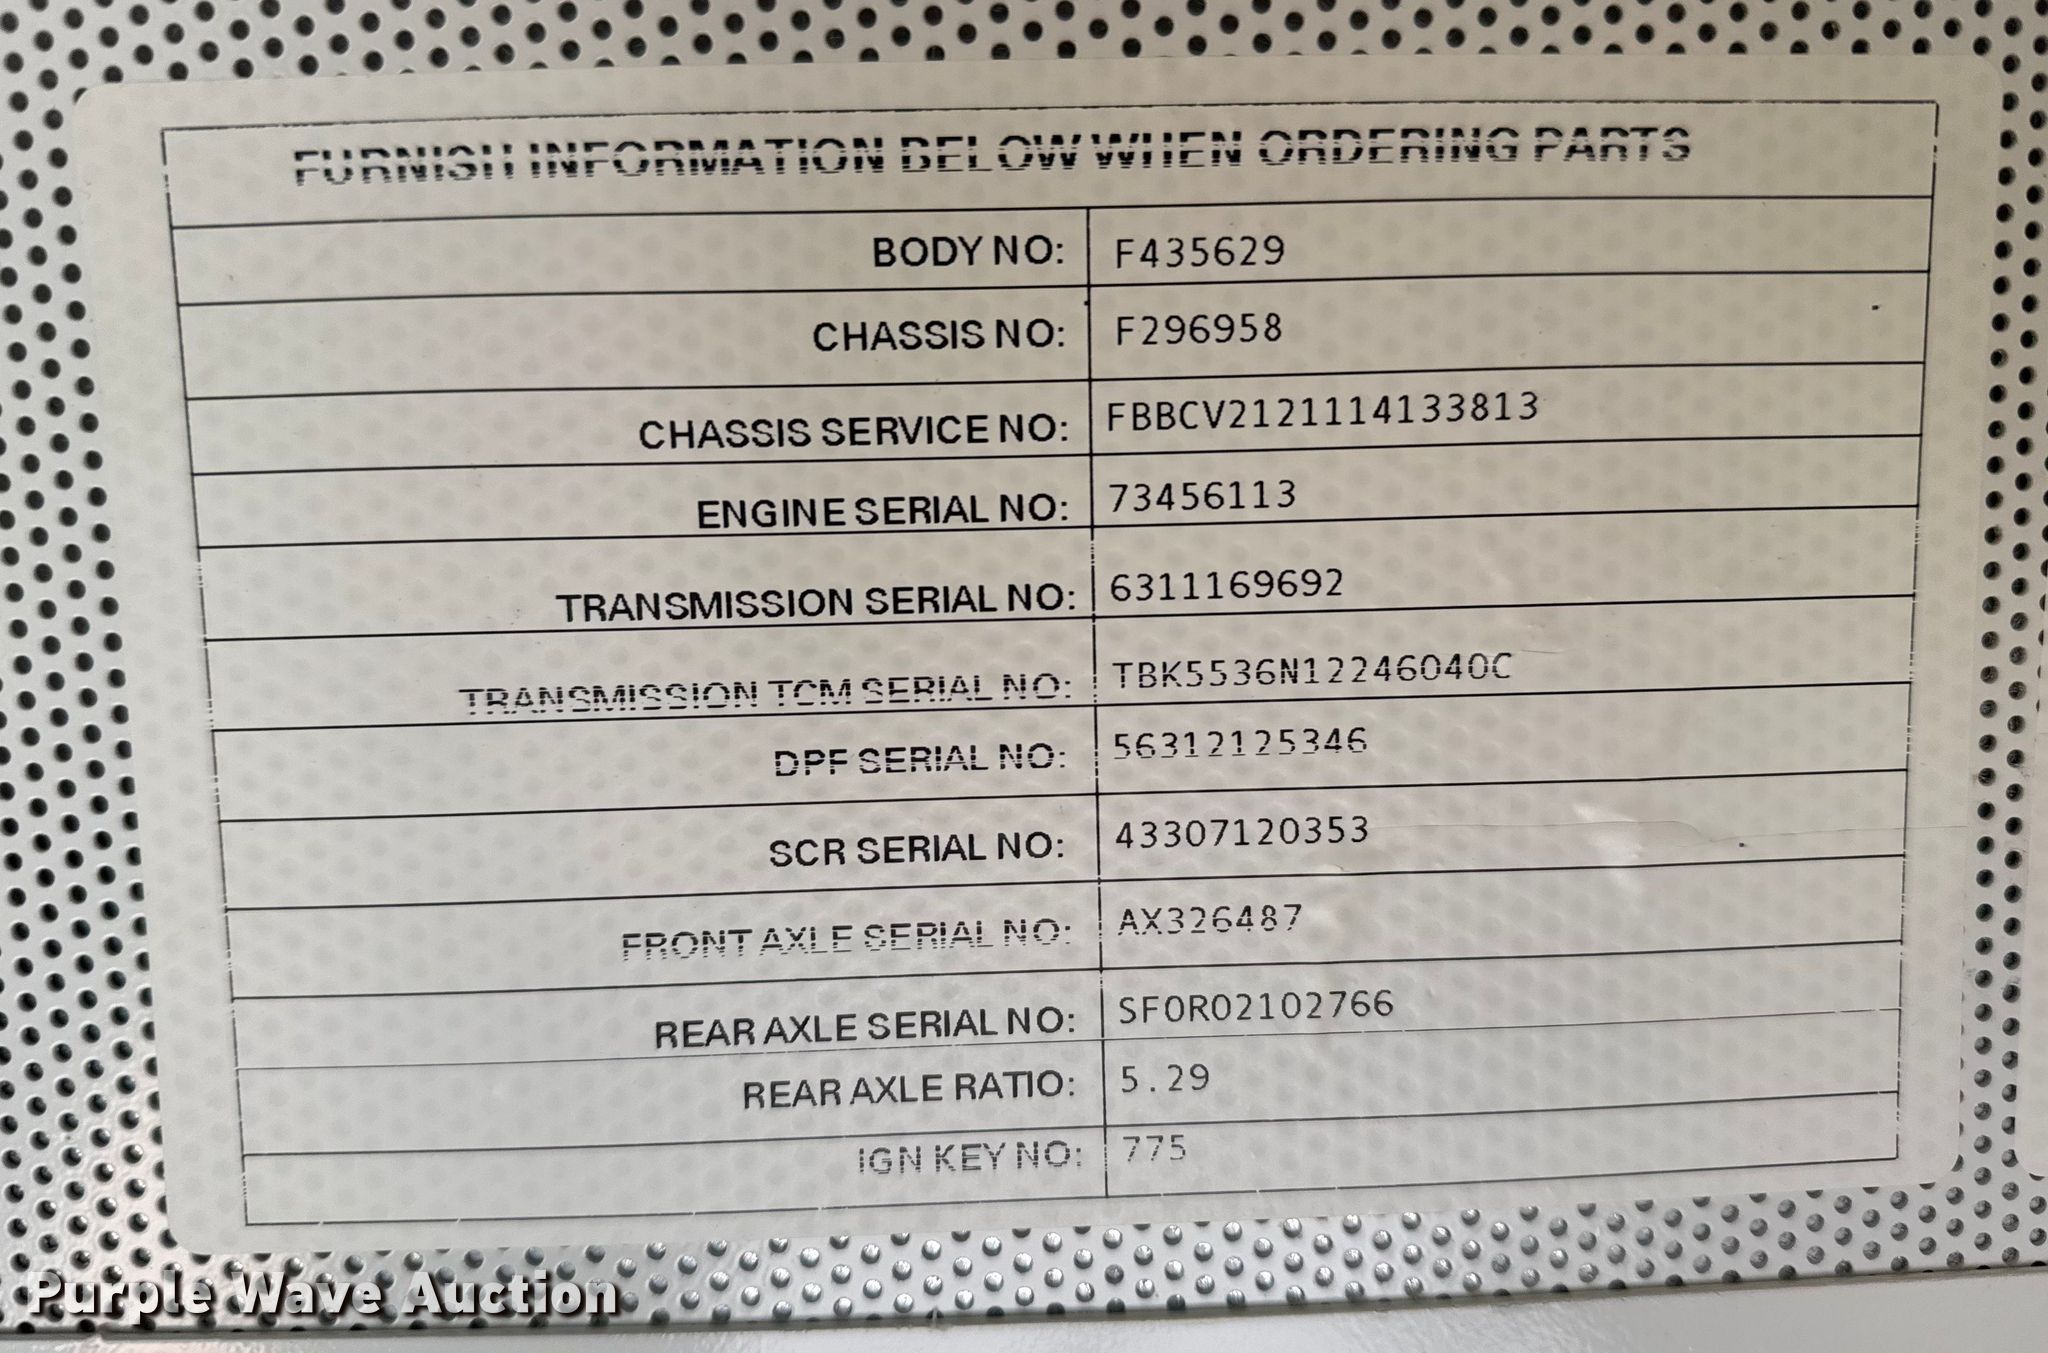 FURNISH INFORMATION BELOW WHEN ORDERING PARTS
BODY NO: F435629
CHASSIS NO: F296958
CHASSIS SERVICE NO: FBBCV2121114133813
ENGINE SERIAL NO: 73456113
TRANSMISSION SERIAL NO: 6311169692
TRANSMISSION TCM SERIAL NO: TBK5536N12246040C
DPF SERIAL NO: 56312125346
SCR SERIAL NO: 43307120353
FRONT AXLE SERIAL NO: AX326487
REAR AXLE SERIAL NO: SF0R02102766
REAR AXLE RATIO: 5.29
IGN KEY NO: 775
Purple Wave Auction